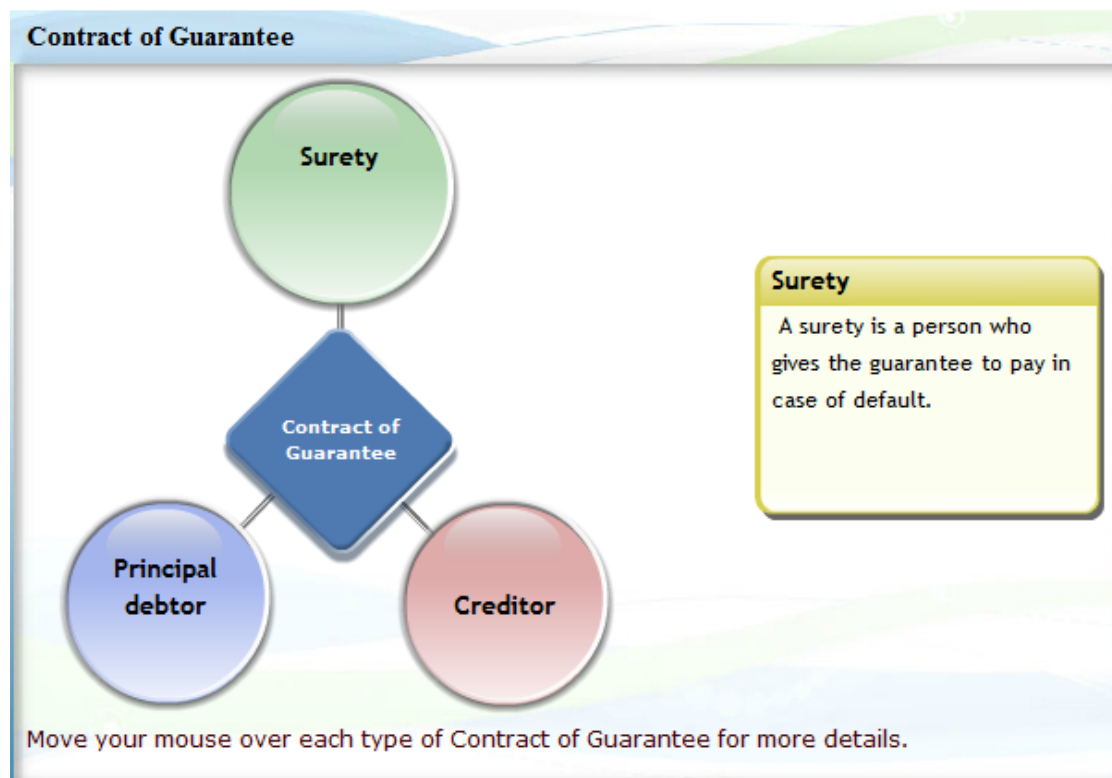 Contract of Guarantee
Surety
Contract of
Guarantee
Principal
debtor
Creditor
Surety
A surety is a person who
gives the guarantee to pay in
case of default.
Move your mouse over each type of Contract of Guarantee for more details.